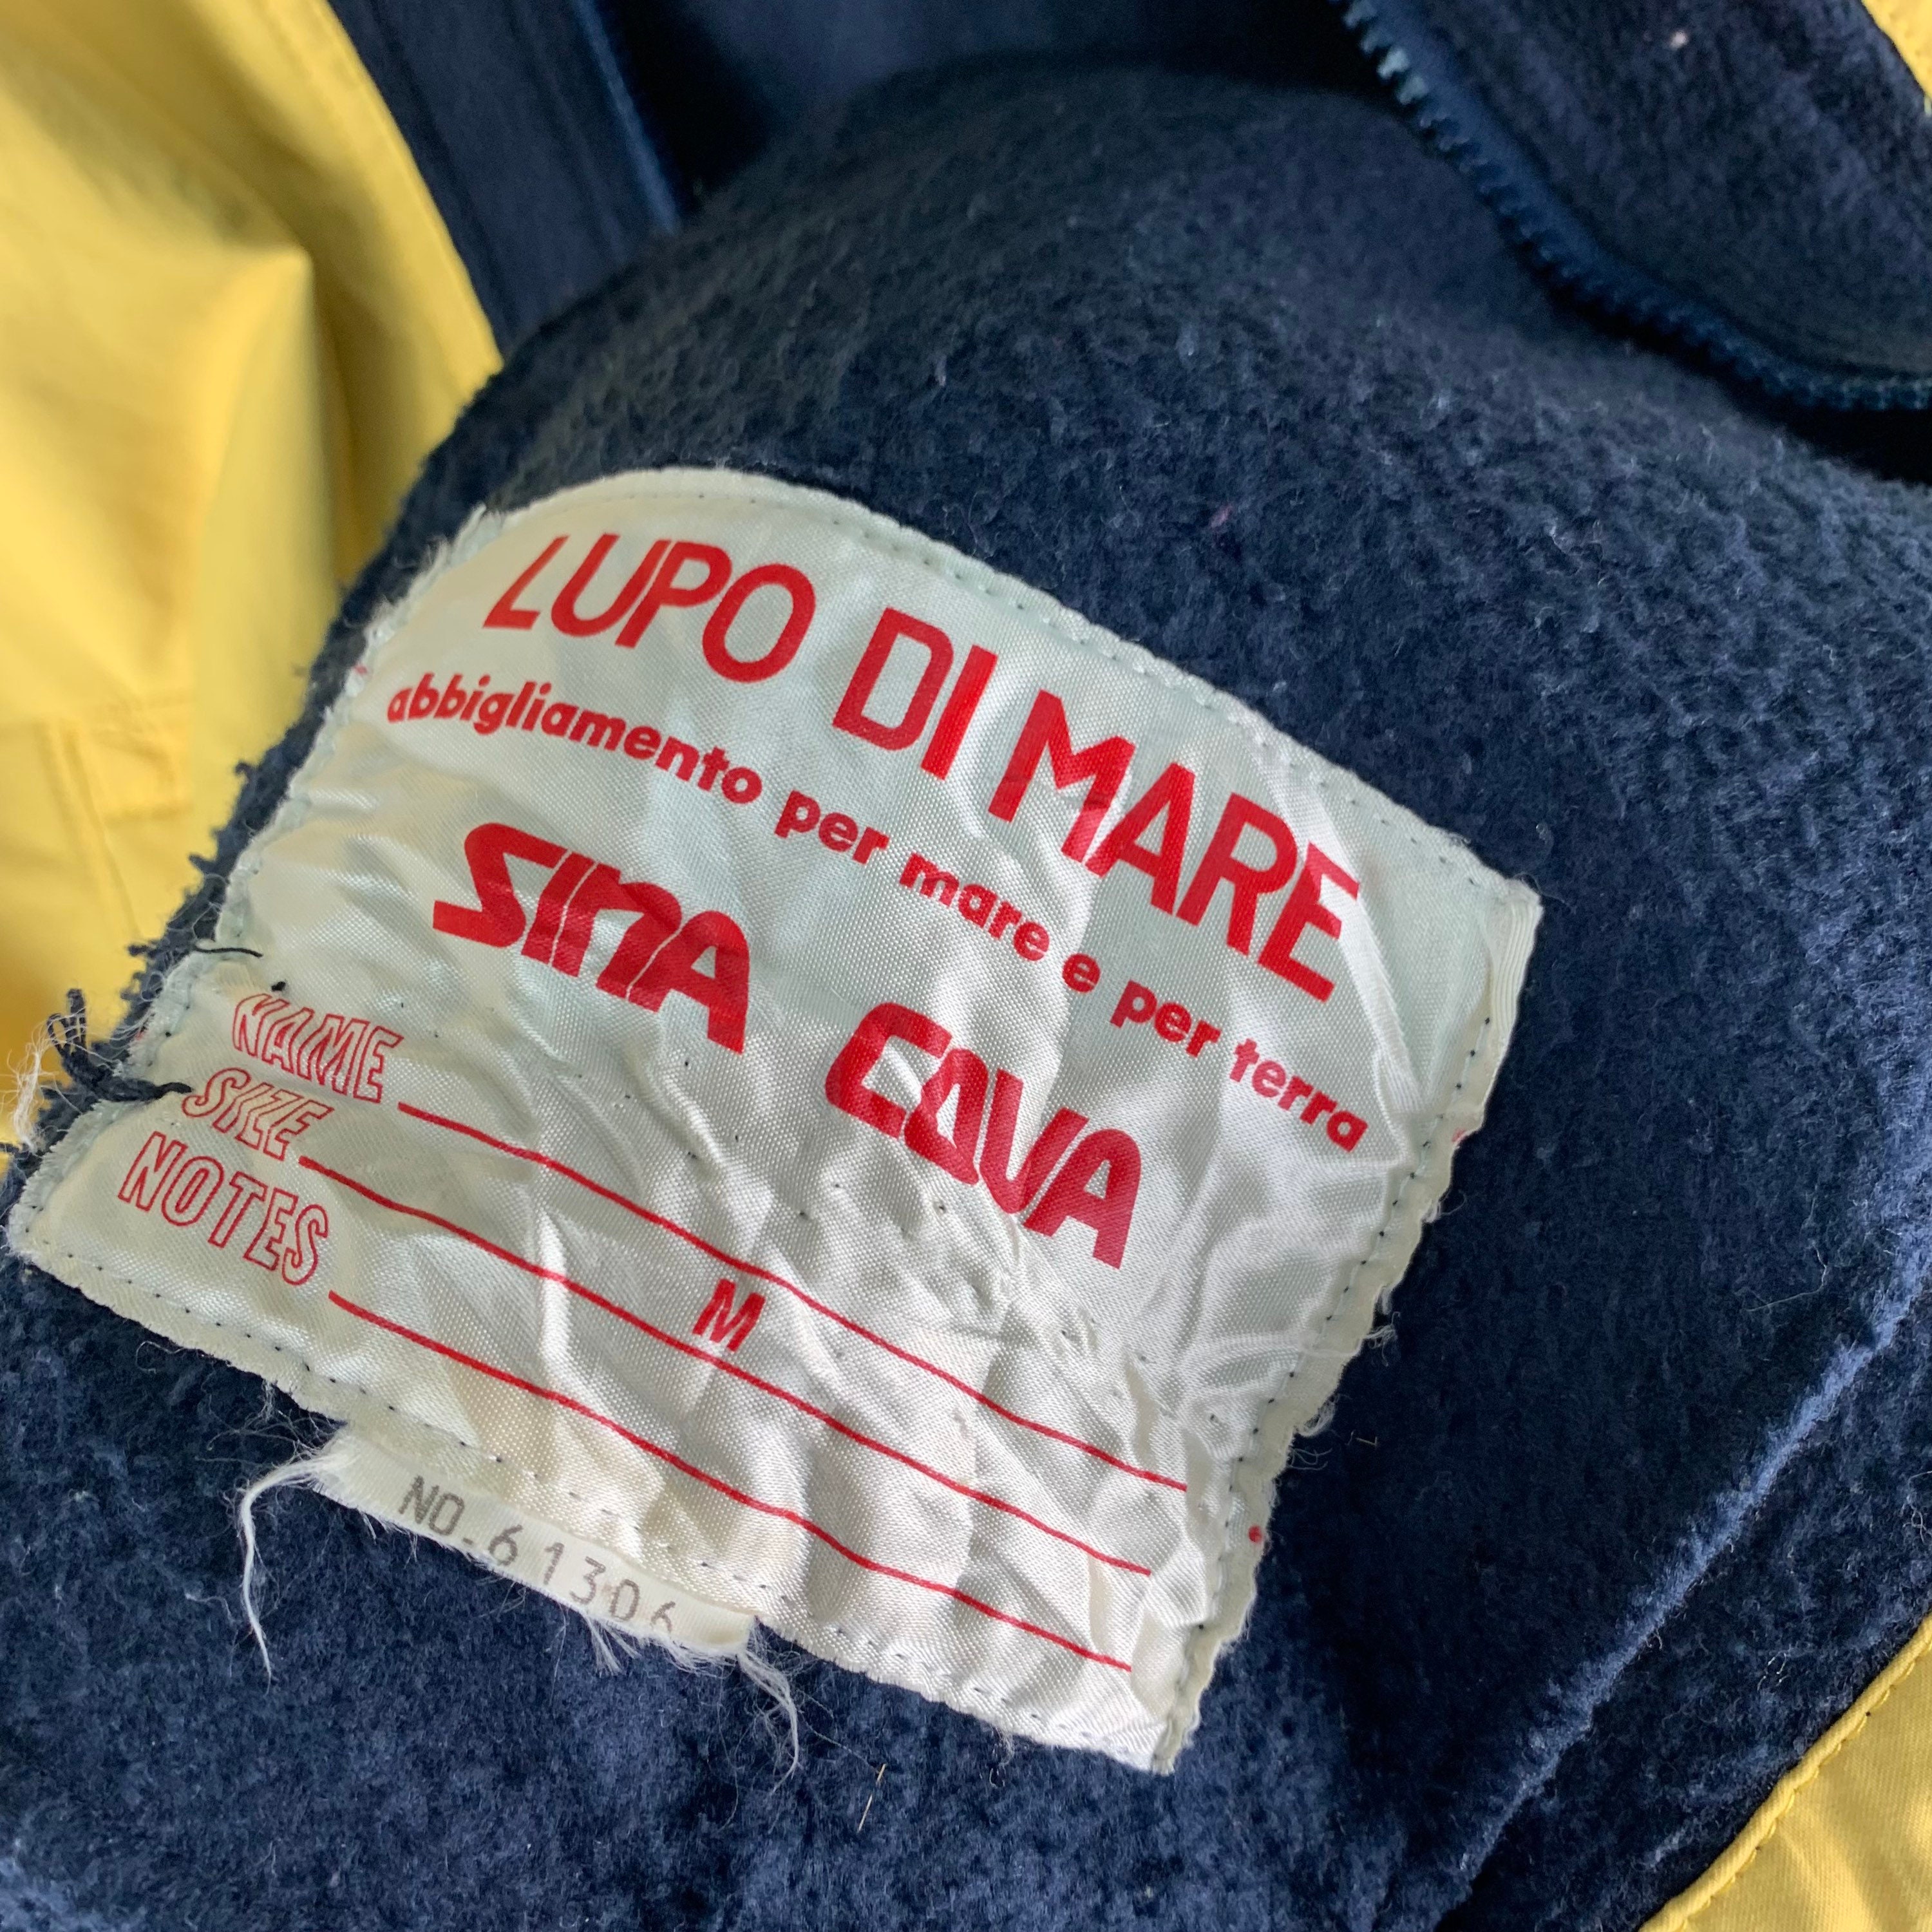 LUPO DI MARE
abbigliamento per mare e per terra
SINA COVA
NAME
SIZE M
NOTES
NO. 61306